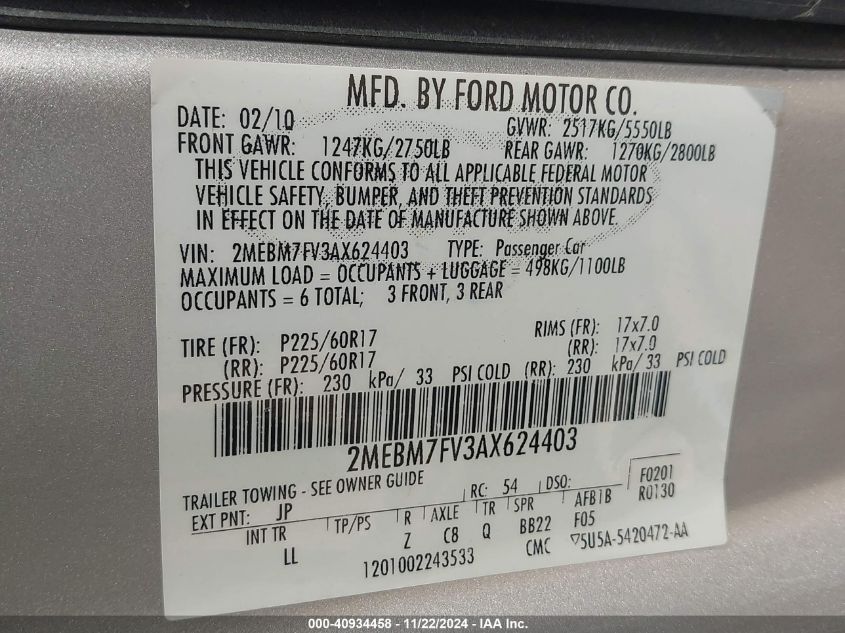 MFD. BY FORD MOTOR CO.
DATE: 02/10 GVWR: 2517KG/5550LB
FRONT GAWR: 1247KG/2750LB REAR GAWR: 1270KG/2800LB
THIS VEHICLE CONFORMS TO ALL APPLICABLE FEDERAL MOTOR
VEHICLE SAFETY, BUMPER, AND THEFT PREVENTION STANDARDS
IN EFFECT ON THE DATE OF MANUFACTURE SHOWN ABOVE.
VIN: 2MEBM7FV3AX624403 TYPE: Passenger Car
MAXIMUM LOAD = OCCUPANTS + LUGGAGE = 498KG/1100LB
OCCUPANTS = 6 TOTAL; 3 FRONT, 3 REAR
TIRE (FR): P225/60R17 RIMS (FR): 17x7.0
(RR): P225/60R17 (RR): 17x7.0
PRESSURE (FR): 230 kPa/ 33 PSI COLD (RR): 230 kPa/ 33 PSI COLD
2MEBM7FV3AX624403
TRAILER TOWING - SEE OWNER GUIDE RC: 54 DSO: F0201
EXT PNT: JP AFB1B R0130
INT TR TP/PS R AXLE TR SPR F05
LL Z C8 Q BB22
1201002243533 CMC ▽5U5A-5420472-AA
000-40934458 - 11/22/2024 - IAA Inc.